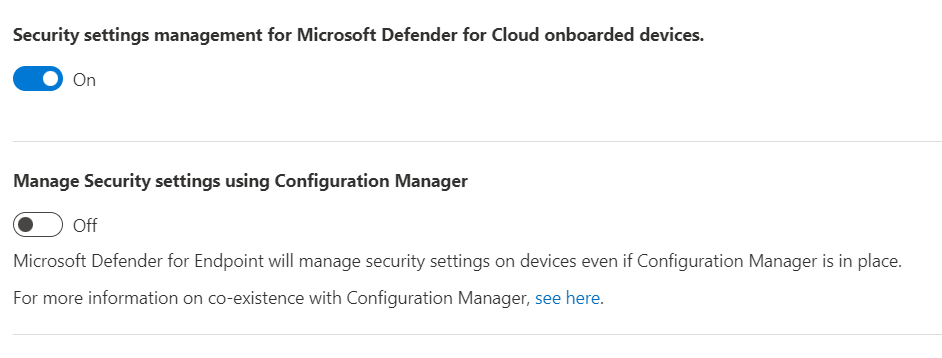 Security settings management for Microsoft Defender for Cloud onboarded devices.
On
Manage Security settings using Configuration Manager
Off
Microsoft Defender for Endpoint will manage security settings on devices even if Configuration Manager is in place.
For more information on co-existence with Configuration Manager, see here.